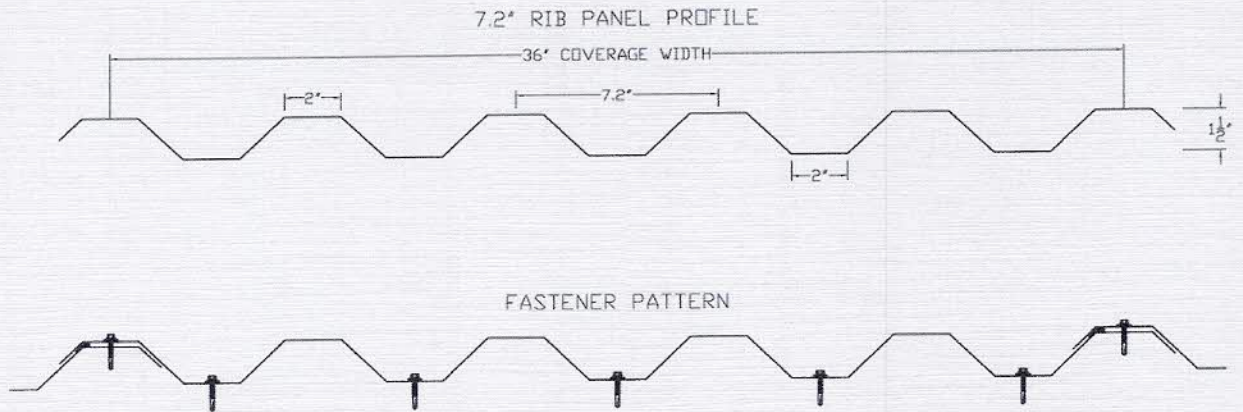 7.2" RIB PANEL PROFILE
36" COVERAGE WIDTH
2"
7.2"
1 1/2"
2"
FASTENER PATTERN